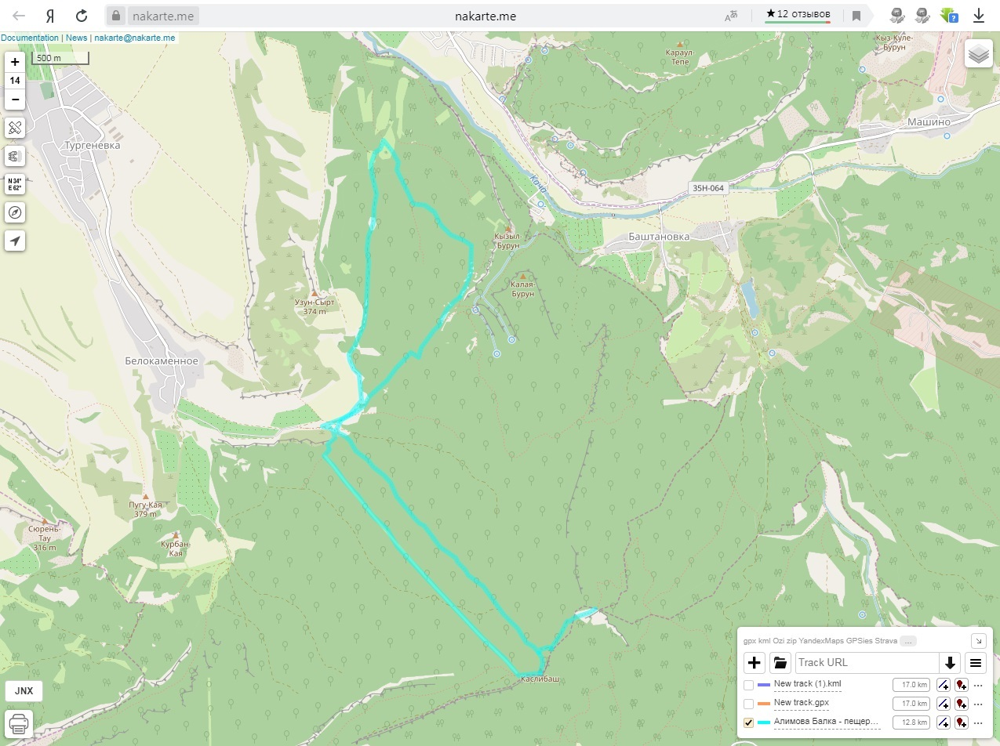 nakarte.me
nakarte.me
★ 12 отзывов
Documentation | News | nakarte@nakarte.me
500 m
+
14
−
N 34°
E 62°
Кыз-Куле-
Бурун
Караул-
Тепе
Машино
Тургеневка
Кача
35Н-064
Кызыл-
Бурун
Баштановка
Калая-
Бурун
Узун-Сырт
374 m
Белокаменное
Пугу-Кая
379 m
Сюрень-
Тау
316 m
Курбан-
Кая
Каслибаш
JNX
gpx kml Ozi zip YandexMaps GPSies Strava ...
Track URL
New track (1).kml 17.0 km
New track.gpx 17.0 km
Алимова Балка - пещер... 12.8 km